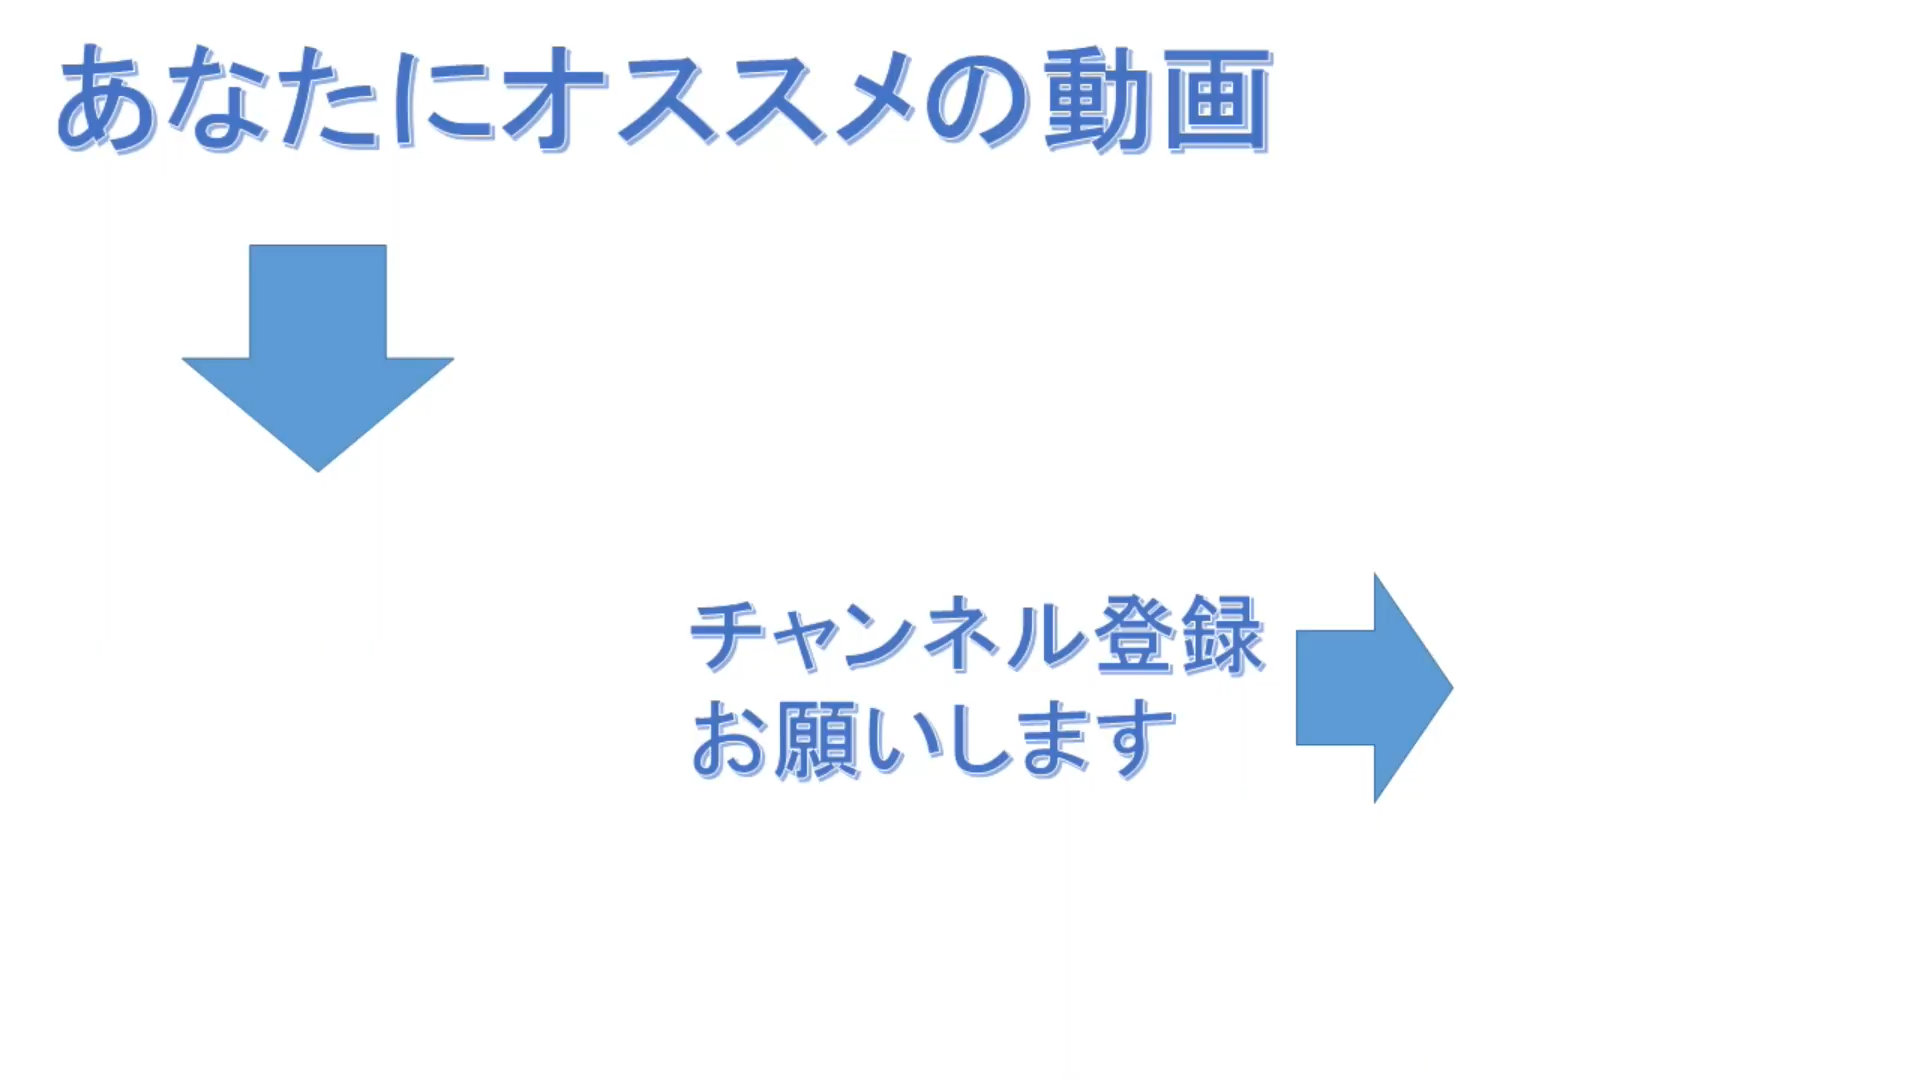 あなたにオススメの動画
チャンネル登録
お願いします